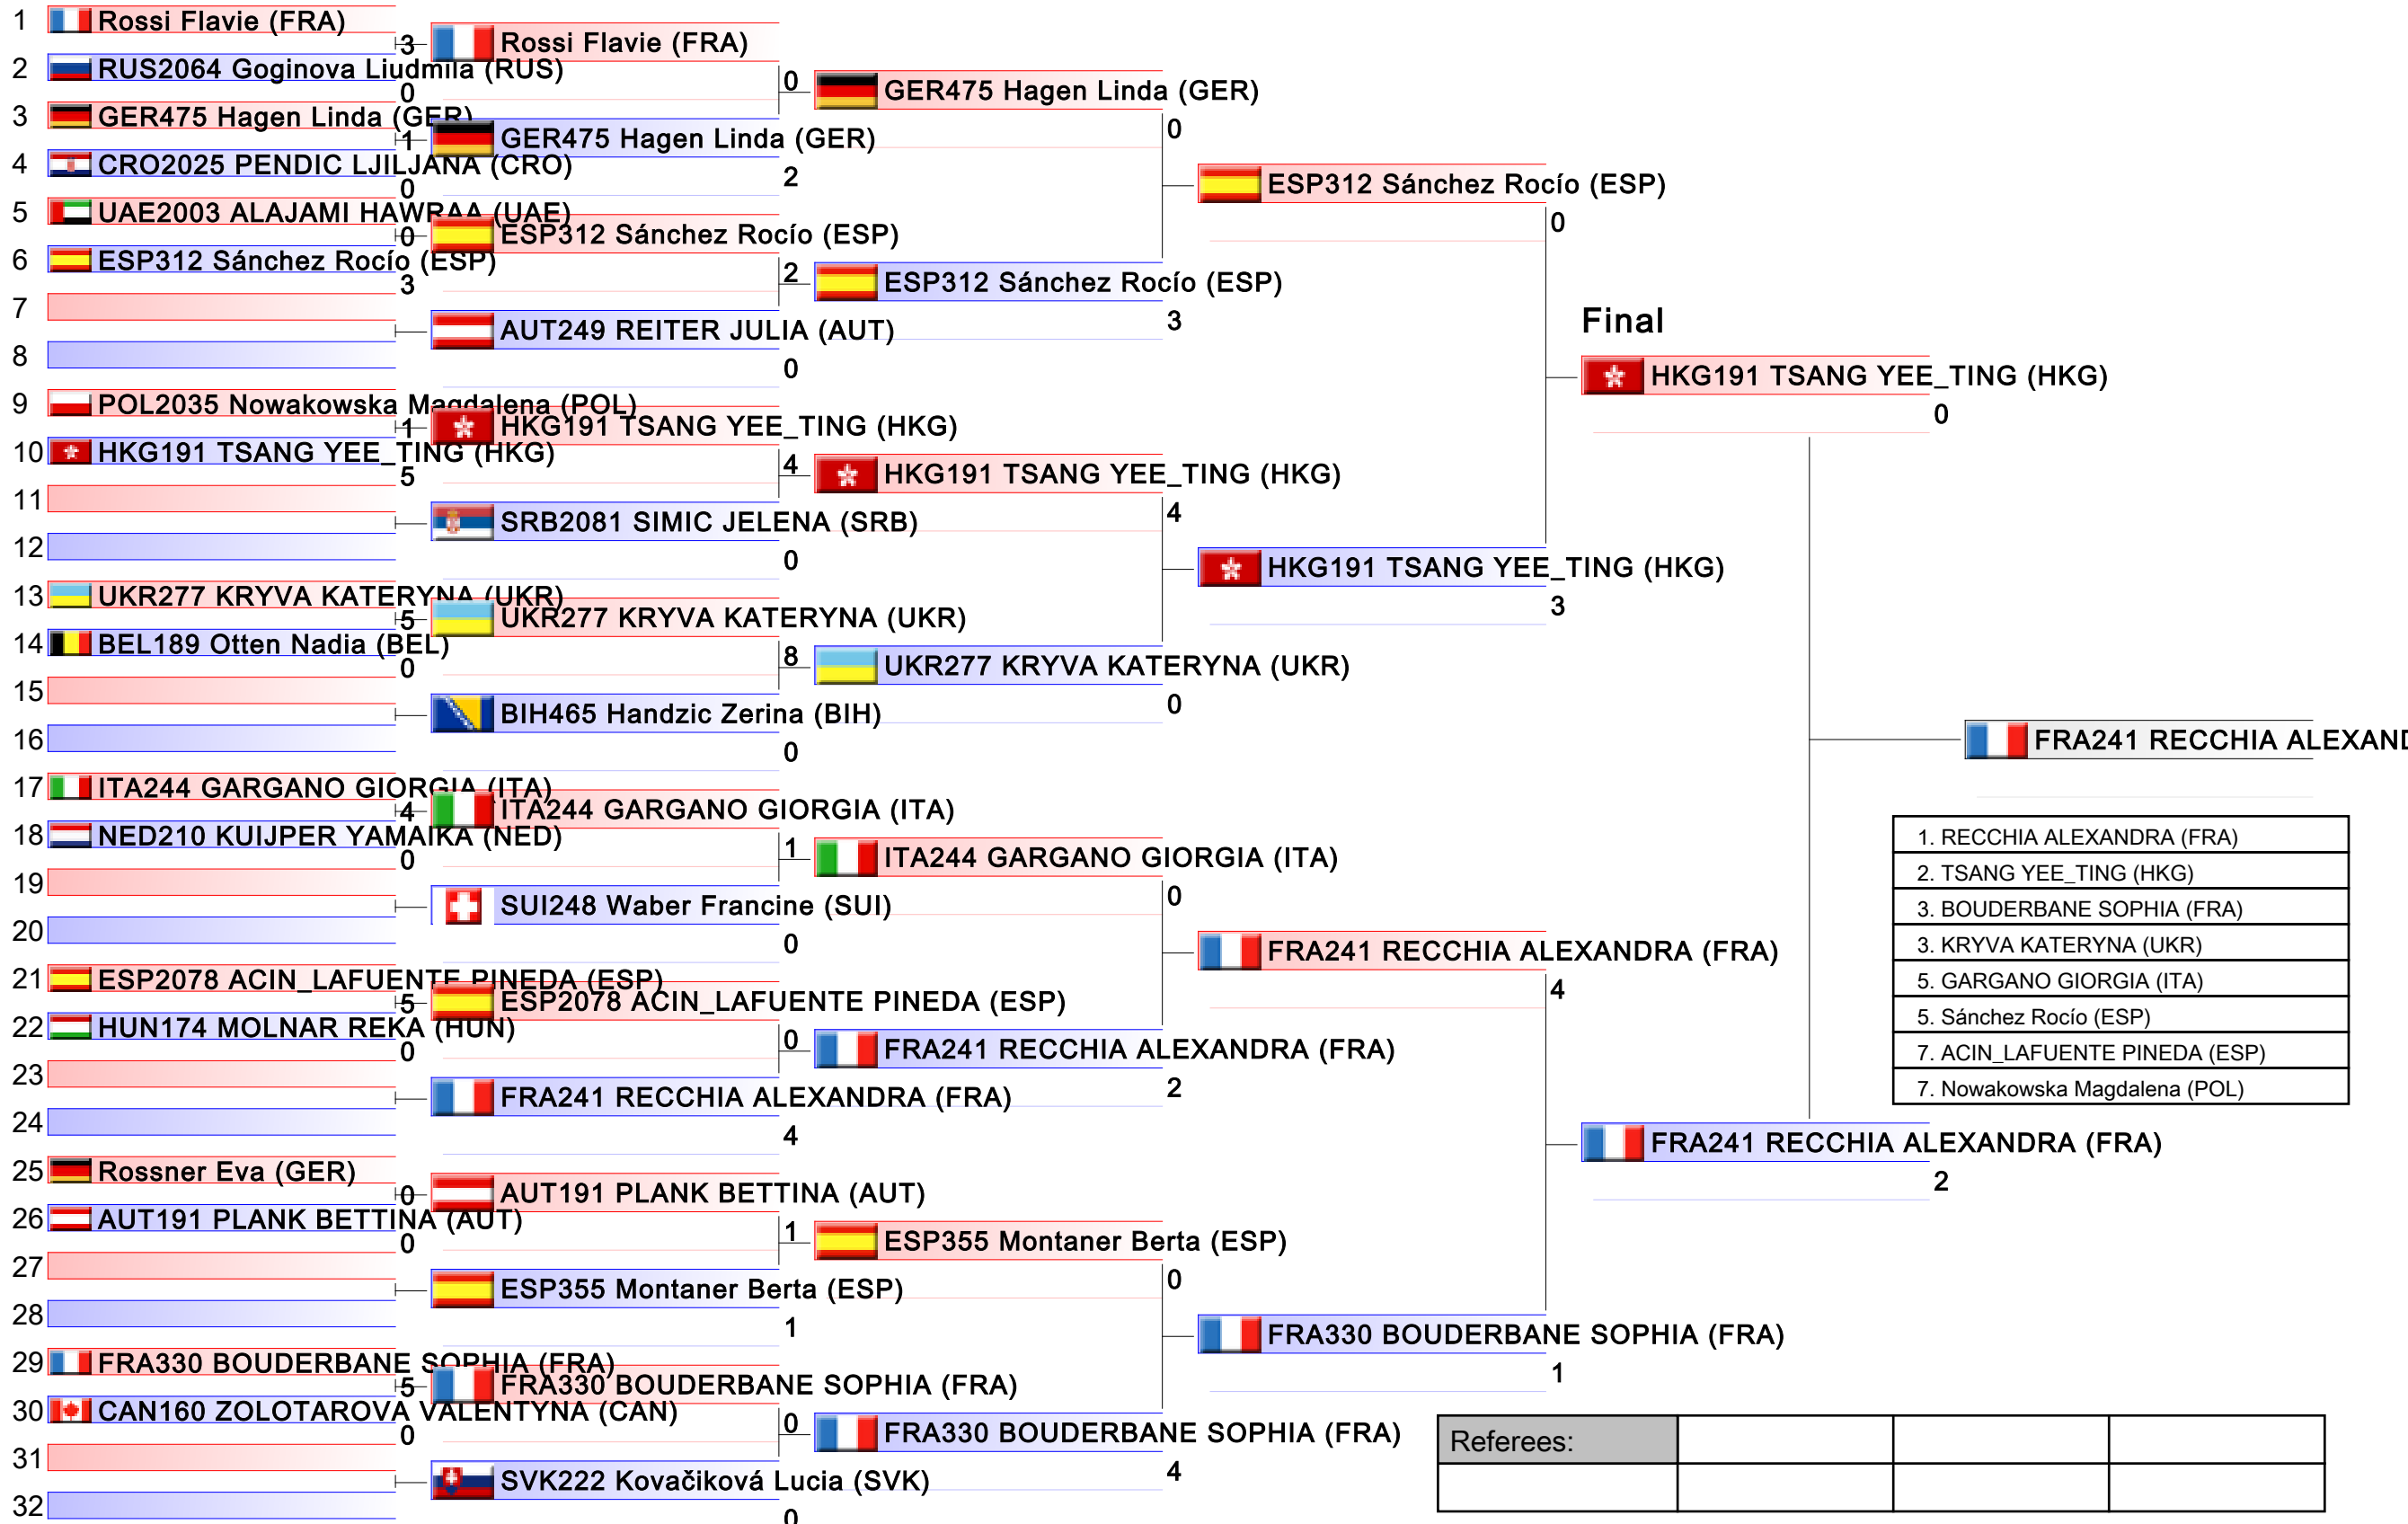 1 Rossi Flavie (FRA)
3
2 RUS2064 Goginova Liudmila (RUS)
0
3 GER475 Hagen Linda (GER)
1
4 CRO2025 PENDIC LJILJANA (CRO)
0
5 UAE2003 ALAJAMI HAWRAA (UAE)
0
6 ESP312 Sánchez Rocío (ESP)
3
7
8
9 POL2035 Nowakowska Magdalena (POL)
1
10 HKG191 TSANG YEE_TING (HKG)
5
11
12
13 UKR277 KRYVA KATERYNA (UKR)
5
14 BEL189 Otten Nadia (BEL)
0
15
16
17 ITA244 GARGANO GIORGIA (ITA)
4
18 NED210 KUIJPER YAMAIKA (NED)
0
19
20
21 ESP2078 ACIN_LAFUENTE PINEDA (ESP)
5
22 HUN174 MOLNAR REKA (HUN)
0
23
24
25 Rossner Eva (GER)
0
26 AUT191 PLANK BETTINA (AUT)
0
27
28
29 FRA330 BOUDERBANE SOPHIA (FRA)
5
30 CAN160 ZOLOTAROVA VALENTYNA (CAN)
0
31
32
Rossi Flavie (FRA)
0
GER475 Hagen Linda (GER)
2
ESP312 Sánchez Rocío (ESP)
2
AUT249 REITER JULIA (AUT)
0
HKG191 TSANG YEE_TING (HKG)
4
SRB2081 SIMIC JELENA (SRB)
0
UKR277 KRYVA KATERYNA (UKR)
8
BIH465 Handzic Zerina (BIH)
0
ITA244 GARGANO GIORGIA (ITA)
1
SUI248 Waber Francine (SUI)
0
ESP2078 ACIN_LAFUENTE PINEDA (ESP)
0
FRA241 RECCHIA ALEXANDRA (FRA)
4
AUT191 PLANK BETTINA (AUT)
1
ESP355 Montaner Berta (ESP)
1
FRA330 BOUDERBANE SOPHIA (FRA)
0
SVK222 Kovačiková Lucia (SVK)
0
GER475 Hagen Linda (GER)
0
ESP312 Sánchez Rocío (ESP)
3
HKG191 TSANG YEE_TING (HKG)
4
UKR277 KRYVA KATERYNA (UKR)
0
ITA244 GARGANO GIORGIA (ITA)
0
FRA241 RECCHIA ALEXANDRA (FRA)
2
ESP355 Montaner Berta (ESP)
0
FRA330 BOUDERBANE SOPHIA (FRA)
4
ESP312 Sánchez Rocío (ESP)
0
HKG191 TSANG YEE_TING (HKG)
3
FRA241 RECCHIA ALEXANDRA (FRA)
4
FRA330 BOUDERBANE SOPHIA (FRA)
1
Final
HKG191 TSANG YEE_TING (HKG)
0
FRA241 RECCHIA ALEXANDRA (FRA)
2
FRA241 RECCHIA ALEXAN
1. RECCHIA ALEXANDRA (FRA)
2. TSANG YEE_TING (HKG)
3. BOUDERBANE SOPHIA (FRA)
3. KRYVA KATERYNA (UKR)
5. GARGANO GIORGIA (ITA)
5. Sánchez Rocío (ESP)
7. ACIN_LAFUENTE PINEDA (ESP)
7. Nowakowska Magdalena (POL)
Referees: